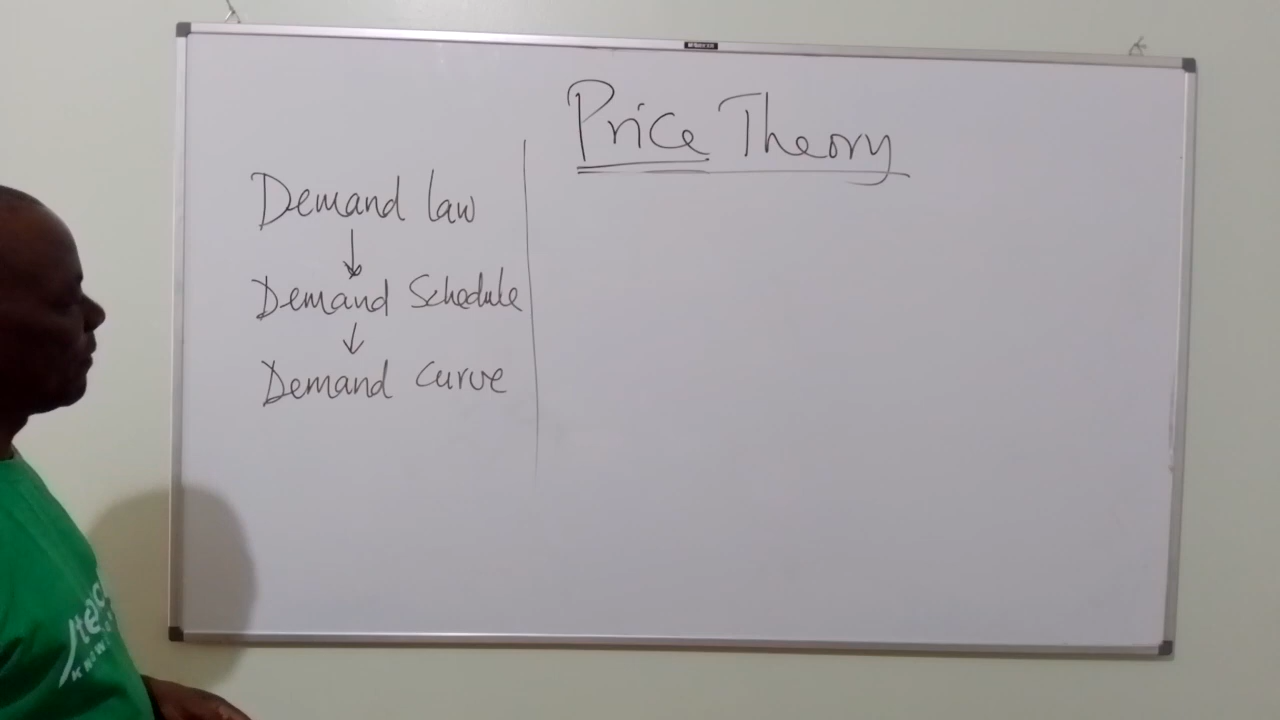 Price Theory
Demand law
↓
Demand Schedule
↓
Demand Curve